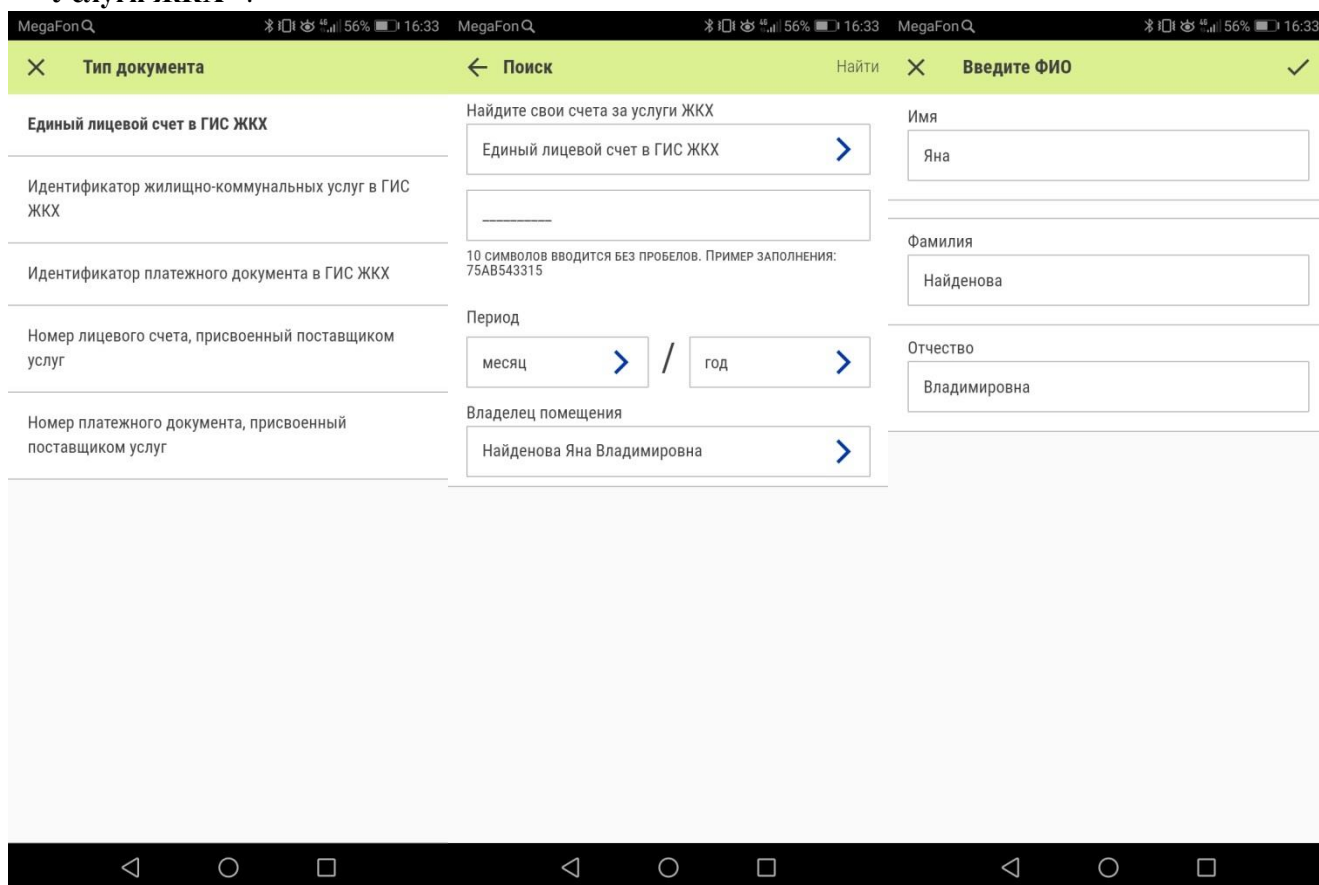 MegaFon 56% 16:33
Тип документа
Единый лицевой счет в ГИС ЖКХ
Идентификатор жилищно-коммунальных услуг в ГИС
ЖКХ
Идентификатор платежного документа в ГИС ЖКХ
Номер лицевого счета, присвоенный поставщиком
услуг
Номер платежного документа, присвоенный
поставщиком услуг
MegaFon 56% 16:33
Поиск Найти
Найдите свои счета за услуги ЖКХ
Единый лицевой счет в ГИС ЖКХ
__________
10 символов вводится без пробелов. Пример заполнения:
75АВ543315
Период
месяц / год
Владелец помещения
Найденова Яна Владимировна
MegaFon 56% 16:33
Введите ФИО
Имя
Яна
Фамилия
Найденова
Отчество
Владимировна